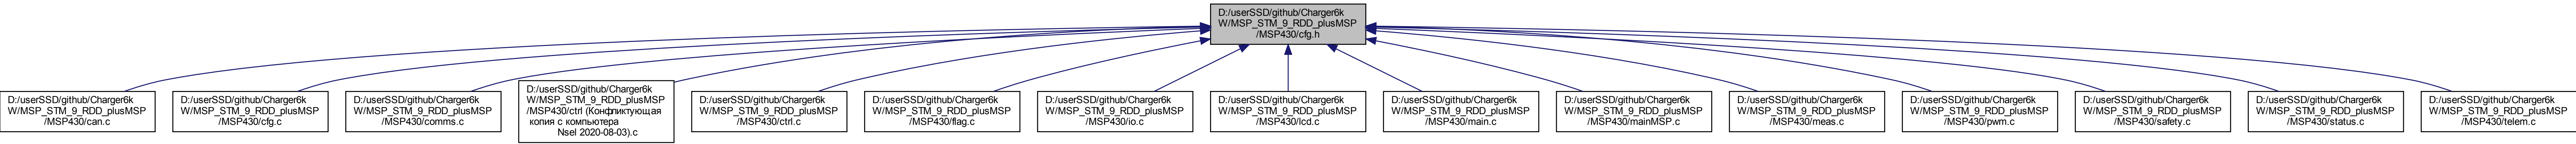 D:/userSSD/github/Charger6k
W/MSP_STM_9_RDD_plusMSP
/MSP430/cfg.h
D:/userSSD/github/Charger6k
W/MSP_STM_9_RDD_plusMSP
/MSP430/can.c
D:/userSSD/github/Charger6k
W/MSP_STM_9_RDD_plusMSP
/MSP430/cfg.c
D:/userSSD/github/Charger6k
W/MSP_STM_9_RDD_plusMSP
/MSP430/comms.c
D:/userSSD/github/Charger6k
W/MSP_STM_9_RDD_plusMSP
/MSP430/ctrl (Конфликтующая
копия с компьютера
Nsel 2020-08-03).c
D:/userSSD/github/Charger6k
W/MSP_STM_9_RDD_plusMSP
/MSP430/ctrl.c
D:/userSSD/github/Charger6k
W/MSP_STM_9_RDD_plusMSP
/MSP430/flag.c
D:/userSSD/github/Charger6k
W/MSP_STM_9_RDD_plusMSP
/MSP430/io.c
D:/userSSD/github/Charger6k
W/MSP_STM_9_RDD_plusMSP
/MSP430/lcd.c
D:/userSSD/github/Charger6k
W/MSP_STM_9_RDD_plusMSP
/MSP430/main.c
D:/userSSD/github/Charger6k
W/MSP_STM_9_RDD_plusMSP
/MSP430/mainMSP.c
D:/userSSD/github/Charger6k
W/MSP_STM_9_RDD_plusMSP
/MSP430/meas.c
D:/userSSD/github/Charger6k
W/MSP_STM_9_RDD_plusMSP
/MSP430/pwm.c
D:/userSSD/github/Charger6k
W/MSP_STM_9_RDD_plusMSP
/MSP430/safety.c
D:/userSSD/github/Charger6k
W/MSP_STM_9_RDD_plusMSP
/MSP430/status.c
D:/userSSD/github/Charger6k
W/MSP_STM_9_RDD_plusMSP
/MSP430/telem.c